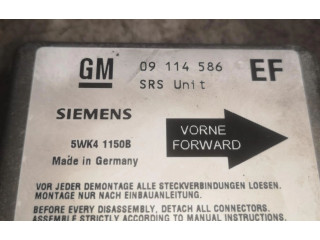 GM 09 114 586 EF
SRS Unit
SIEMENS
5WK4 1150B
Made in Germany
VORNE
FORWARD
VOR JEDER DEMONTAGE ALLE STECKVERBINDUNGEN LOESEN.
MONTAGE NUR NACH EINBAUANLEITUNG.
BEFORE EVERY DISASSEMBLY, DETACH ALL CONNECTORS.
ASSEMBLE STRICTLY ACCORDING TO MANUAL INSTRUCTIONS.